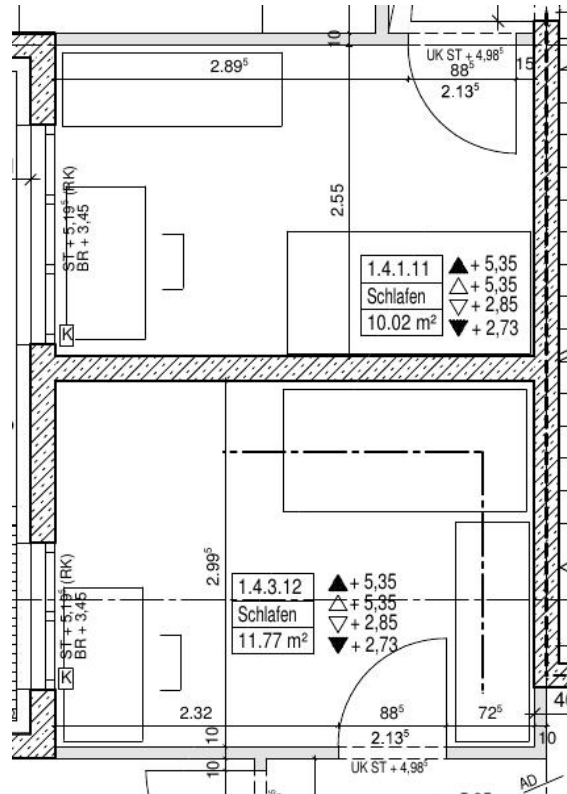 10
UK ST + 4,98⁵
2.89⁵
88⁵
15
2.13⁵
ST + 5,19⁵ (RK)
BR + 3,45
2.55
1.4.1.11
Schlafen
10.02 m²
+ 5,35
+ 5,35
+ 2,85
+ 2,73
K
2.99⁵
ST + 5,19⁵ (RK)
BR + 3,45
1.4.3.12
Schlafen
11.77 m²
+ 5,35
+ 5,35
+ 2,85
+ 2,73
K
2.32
88⁵
72⁵
10
2.13⁵
10
10
UK ST + 4,98⁵
AD